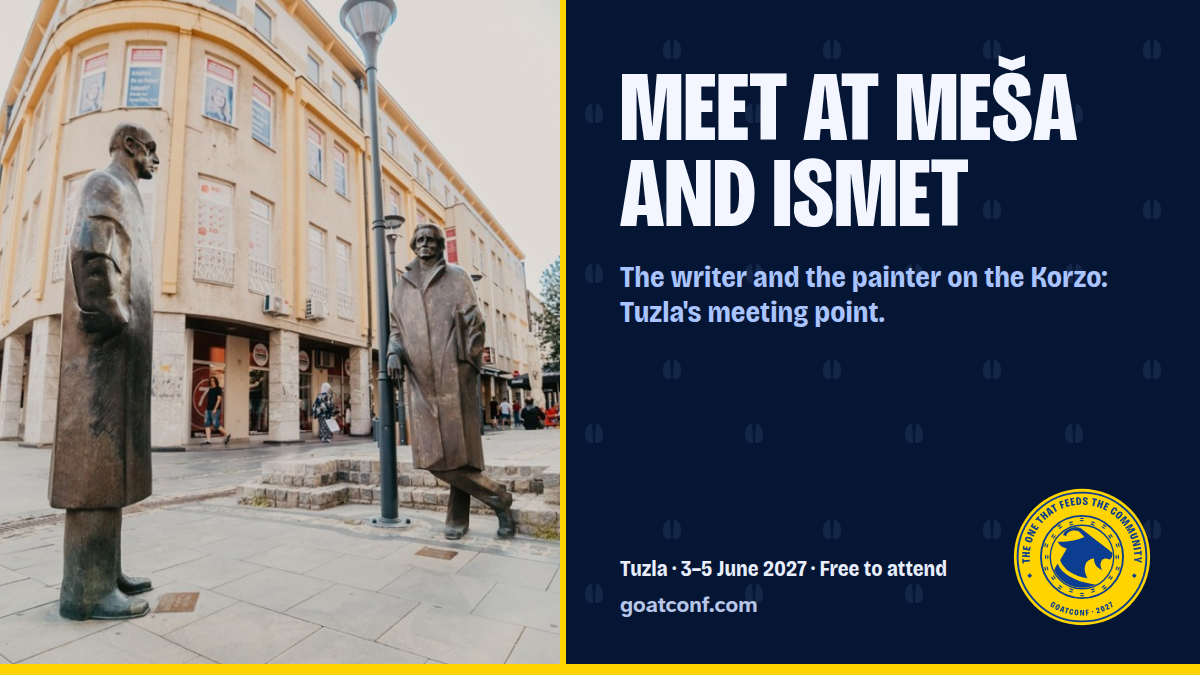 MEET AT MEŠA
AND ISMET
The writer and the painter on the Korzo:
Tuzla's meeting point.
Tuzla · 3–5 June 2027 · Free to attend
goatconf.com
THE ONE THAT FEEDS THE COMMUNITY
GOATCONF · 2027